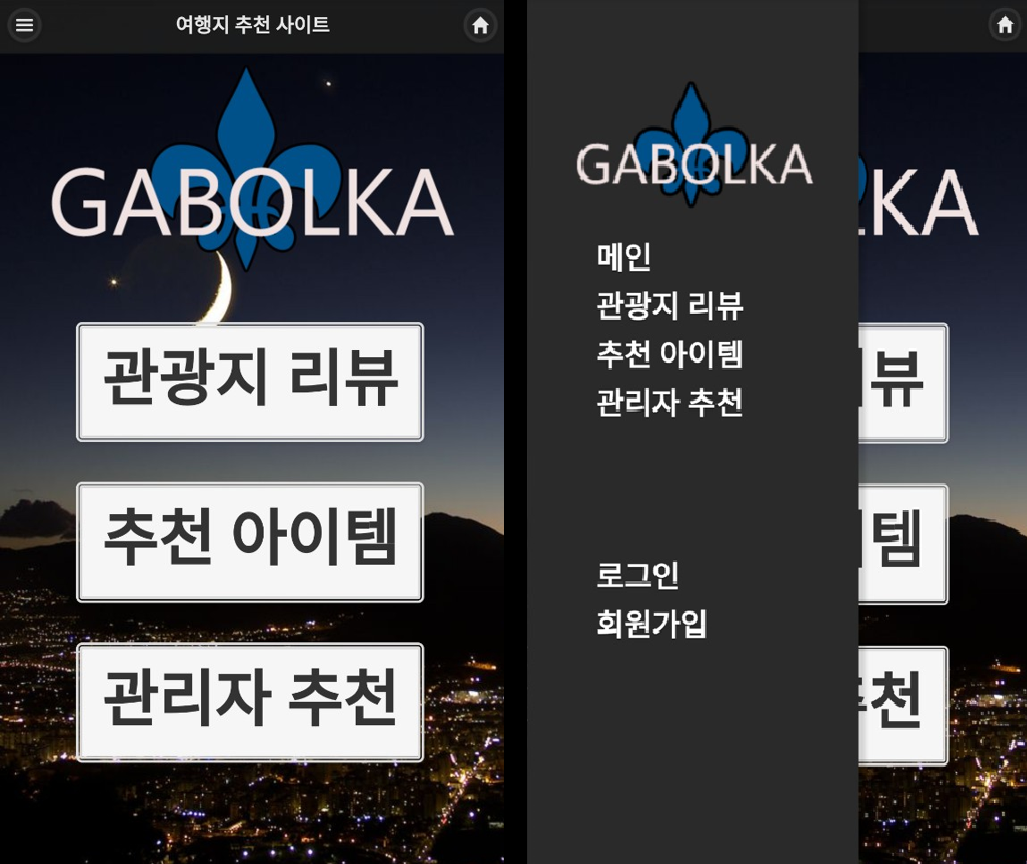 여행지 추천 사이트
GABOLKA
관광지 리뷰
추천 아이템
관리자 추천
GABOLKA
메인
관광지 리뷰
추천 아이템
관리자 추천
로그인
회원가입
LKA
뷰
템
천